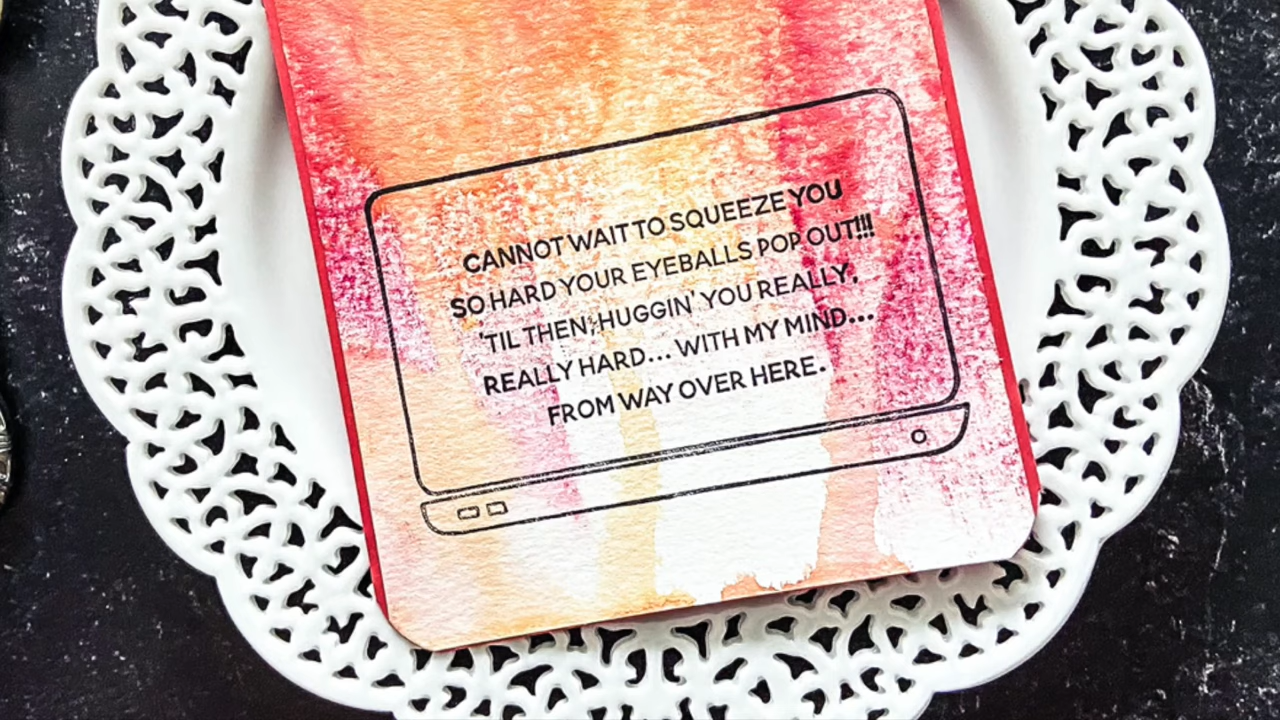 CANNOT WAIT TO SQUEEZE YOU
SO HARD YOUR EYEBALLS POP OUT!!!
'TIL THEN, HUGGIN' YOU REALLY,
REALLY HARD... WITH MY MIND...
FROM WAY OVER HERE.